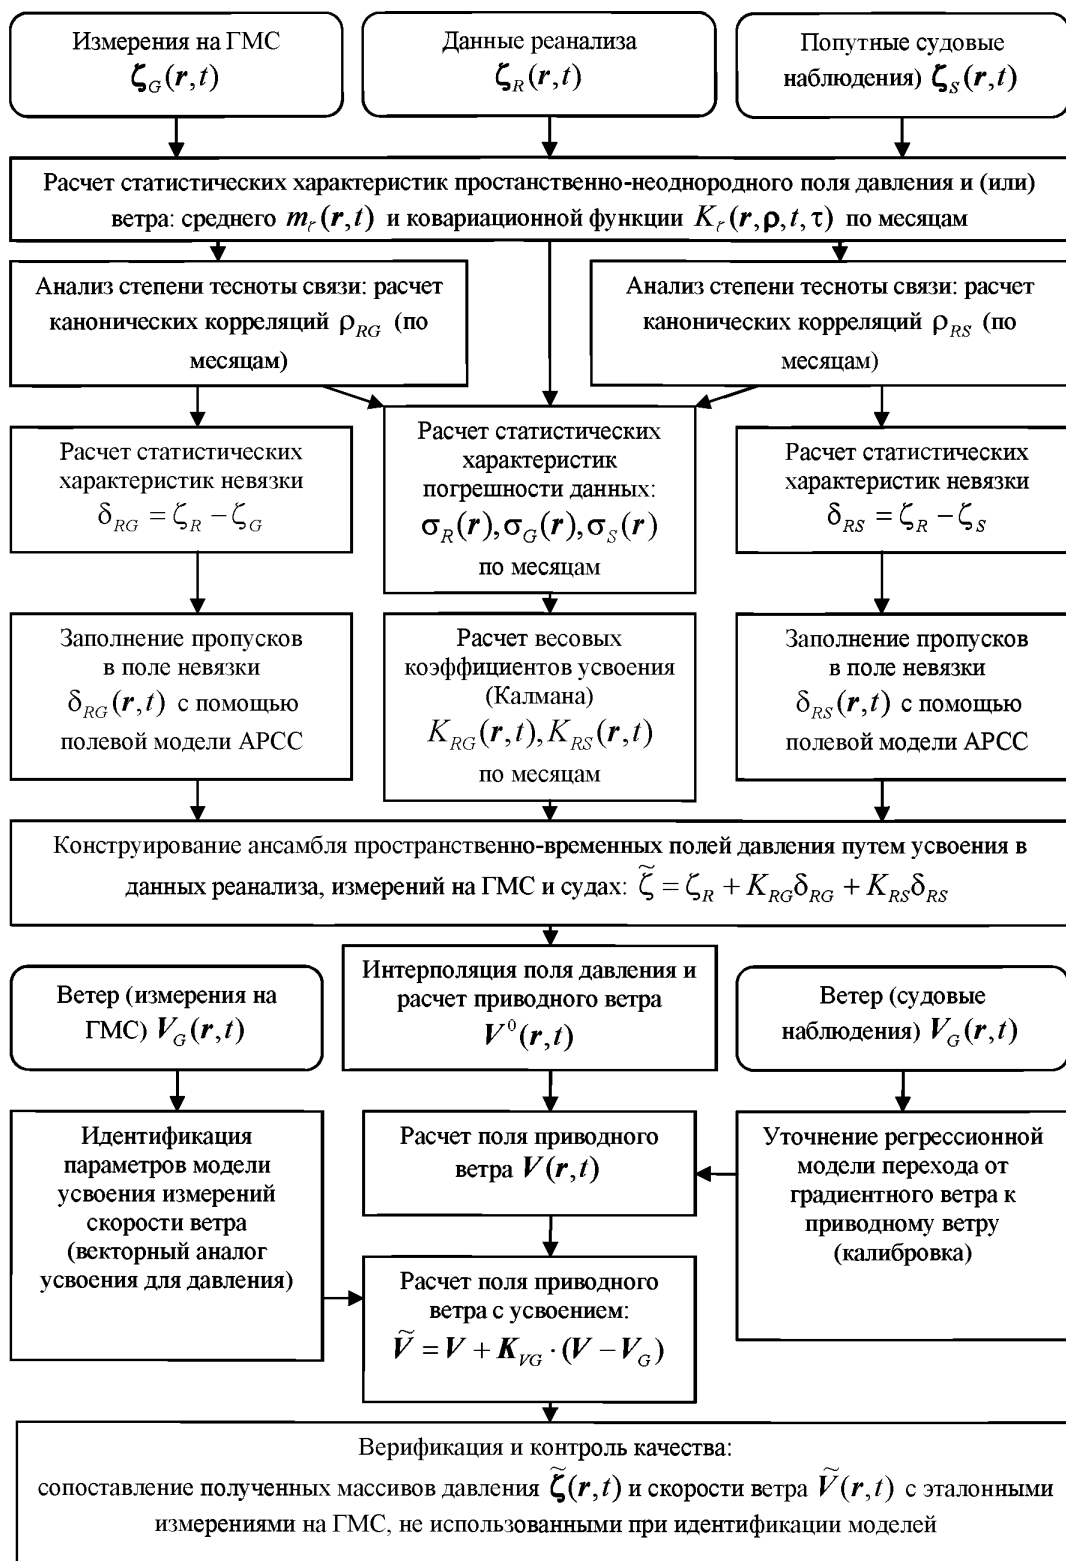 Измерения на ГМС
ζ_G(r,t)
Данные реанализа
ζ_R(r,t)
Попутные судовые
наблюдения) ζ_S(r,t)
Расчет статистических характеристик простанственно-неоднородного поля давления и (или)
ветра: среднего m_r(r,t) и ковариационной функции K_r(r,ρ,t,τ) по месяцам
Анализ степени тесноты связи: расчет
канонических корреляций ρ_RG (по
месяцам)
Анализ степени тесноты связи: расчет
канонических корреляций ρ_RS (по
месяцам)
Расчет статистических
характеристик невязки
δ_RG = ζ_R − ζ_G
Расчет статистических
характеристик
погрешности данных:
σ_R(r),σ_G(r),σ_S(r)
по месяцам
Расчет статистических
характеристик невязки
δ_RS = ζ_R − ζ_S
Заполнение пропусков
в поле невязки
δ_RG(r,t) с помощью
полевой модели АРСС
Расчет весовых
коэффициентов усвоения
(Калмана)
K_RG(r,t),K_RS(r,t)
по месяцам
Заполнение пропусков
в поле невязки
δ_RS(r,t) с помощью
полевой модели АРСС
Конструирование ансамбля пространственно-временных полей давления путем усвоения в
данных реанализа, измерений на ГМС и судах: ζ̃ = ζ_R + K_RG δ_RG + K_RS δ_RS
Ветер (измерения на
ГМС) V_G(r,t)
Интерполяция поля давления и
расчет приводного ветра
V⁰(r,t)
Ветер (судовые
наблюдения) V_G(r,t)
Идентификация
параметров модели
усвоения измерений
скорости ветра
(векторный аналог
усвоения для давления)
Расчет поля приводного
ветра V(r,t)
Уточнение регрессионной
модели перехода от
градиентного ветра к
приводному ветру
(калибровка)
Расчет поля приводного
ветра с усвоением:
Ṽ = V + K_VG · (V − V_G)
Верификация и контроль качества:
сопоставление полученных массивов давления ζ̃(r,t) и скорости ветра Ṽ(r,t) с эталонными
измерениями на ГМС, не использованными при идентификации моделей